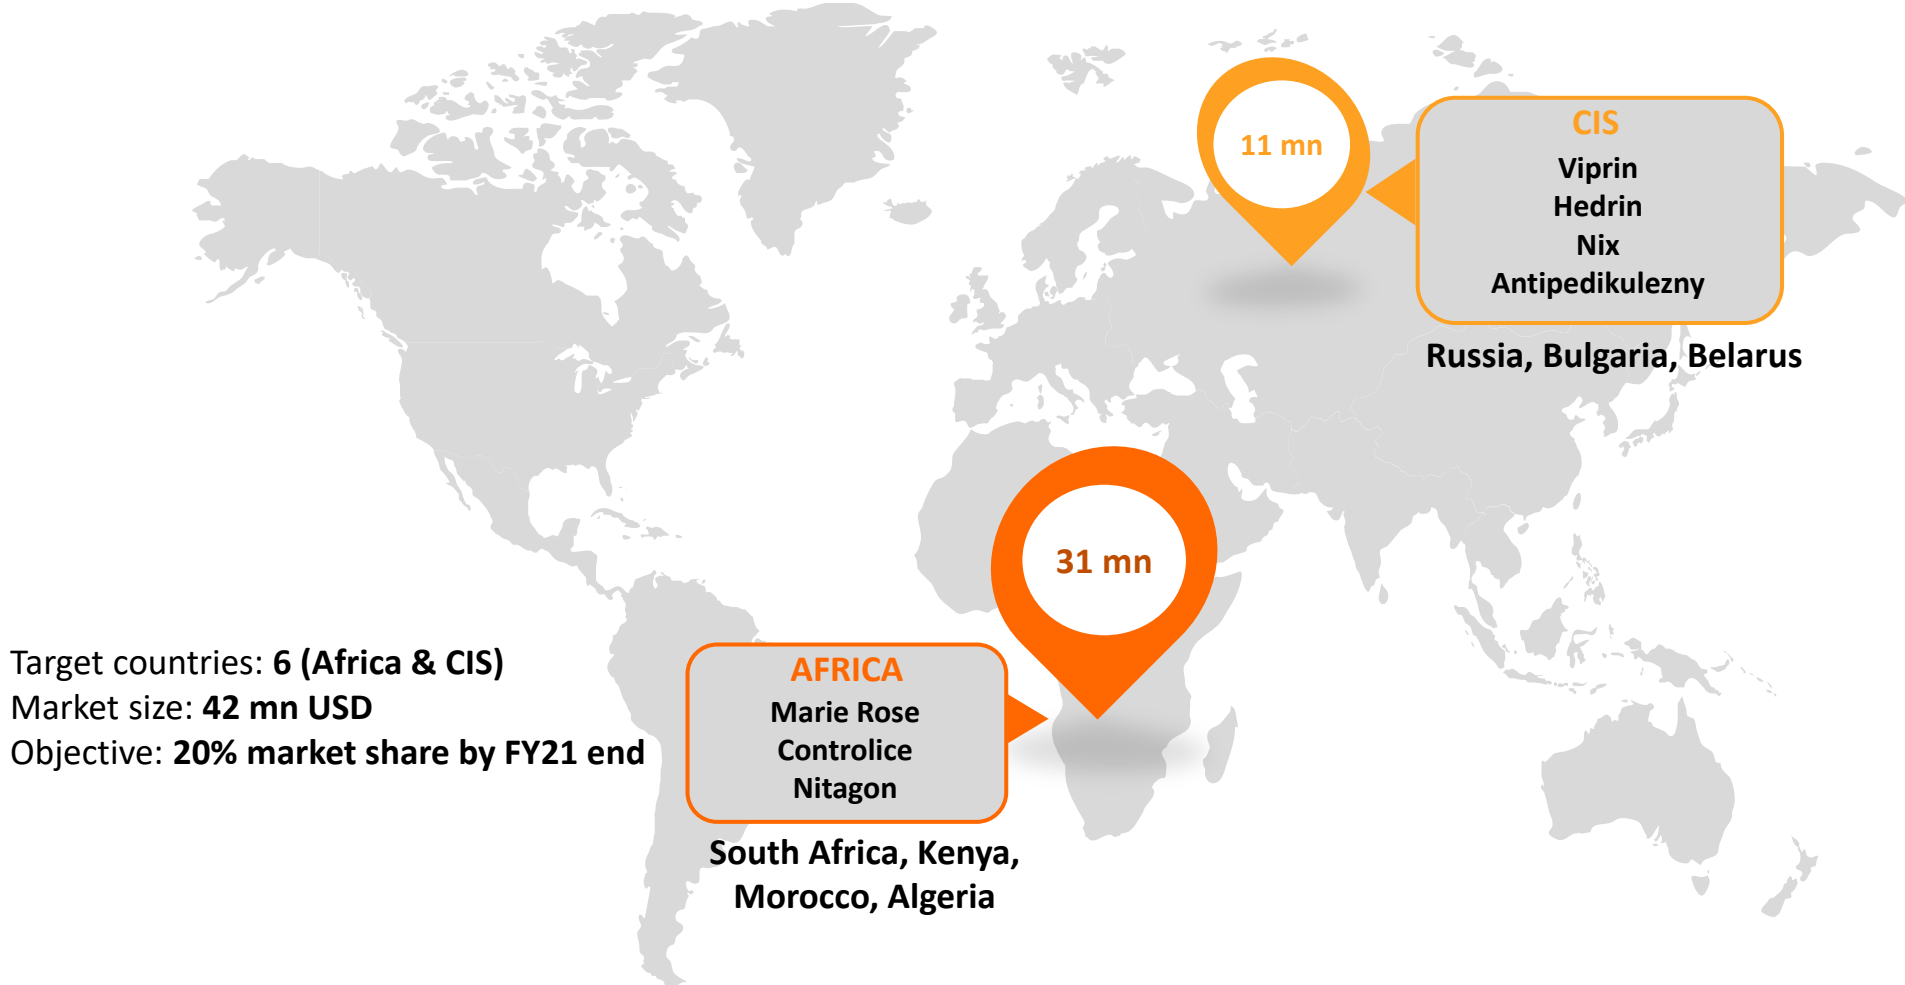 11 mn
CIS
Viprin
Hedrin
Nix
Antipedikulezny
Russia, Bulgaria, Belarus
31 mn
Target countries: 6 (Africa & CIS)
Market size: 42 mn USD
Objective: 20% market share by FY21 end
AFRICA
Marie Rose
Controlice
Nitagon
South Africa, Kenya,
Morocco, Algeria